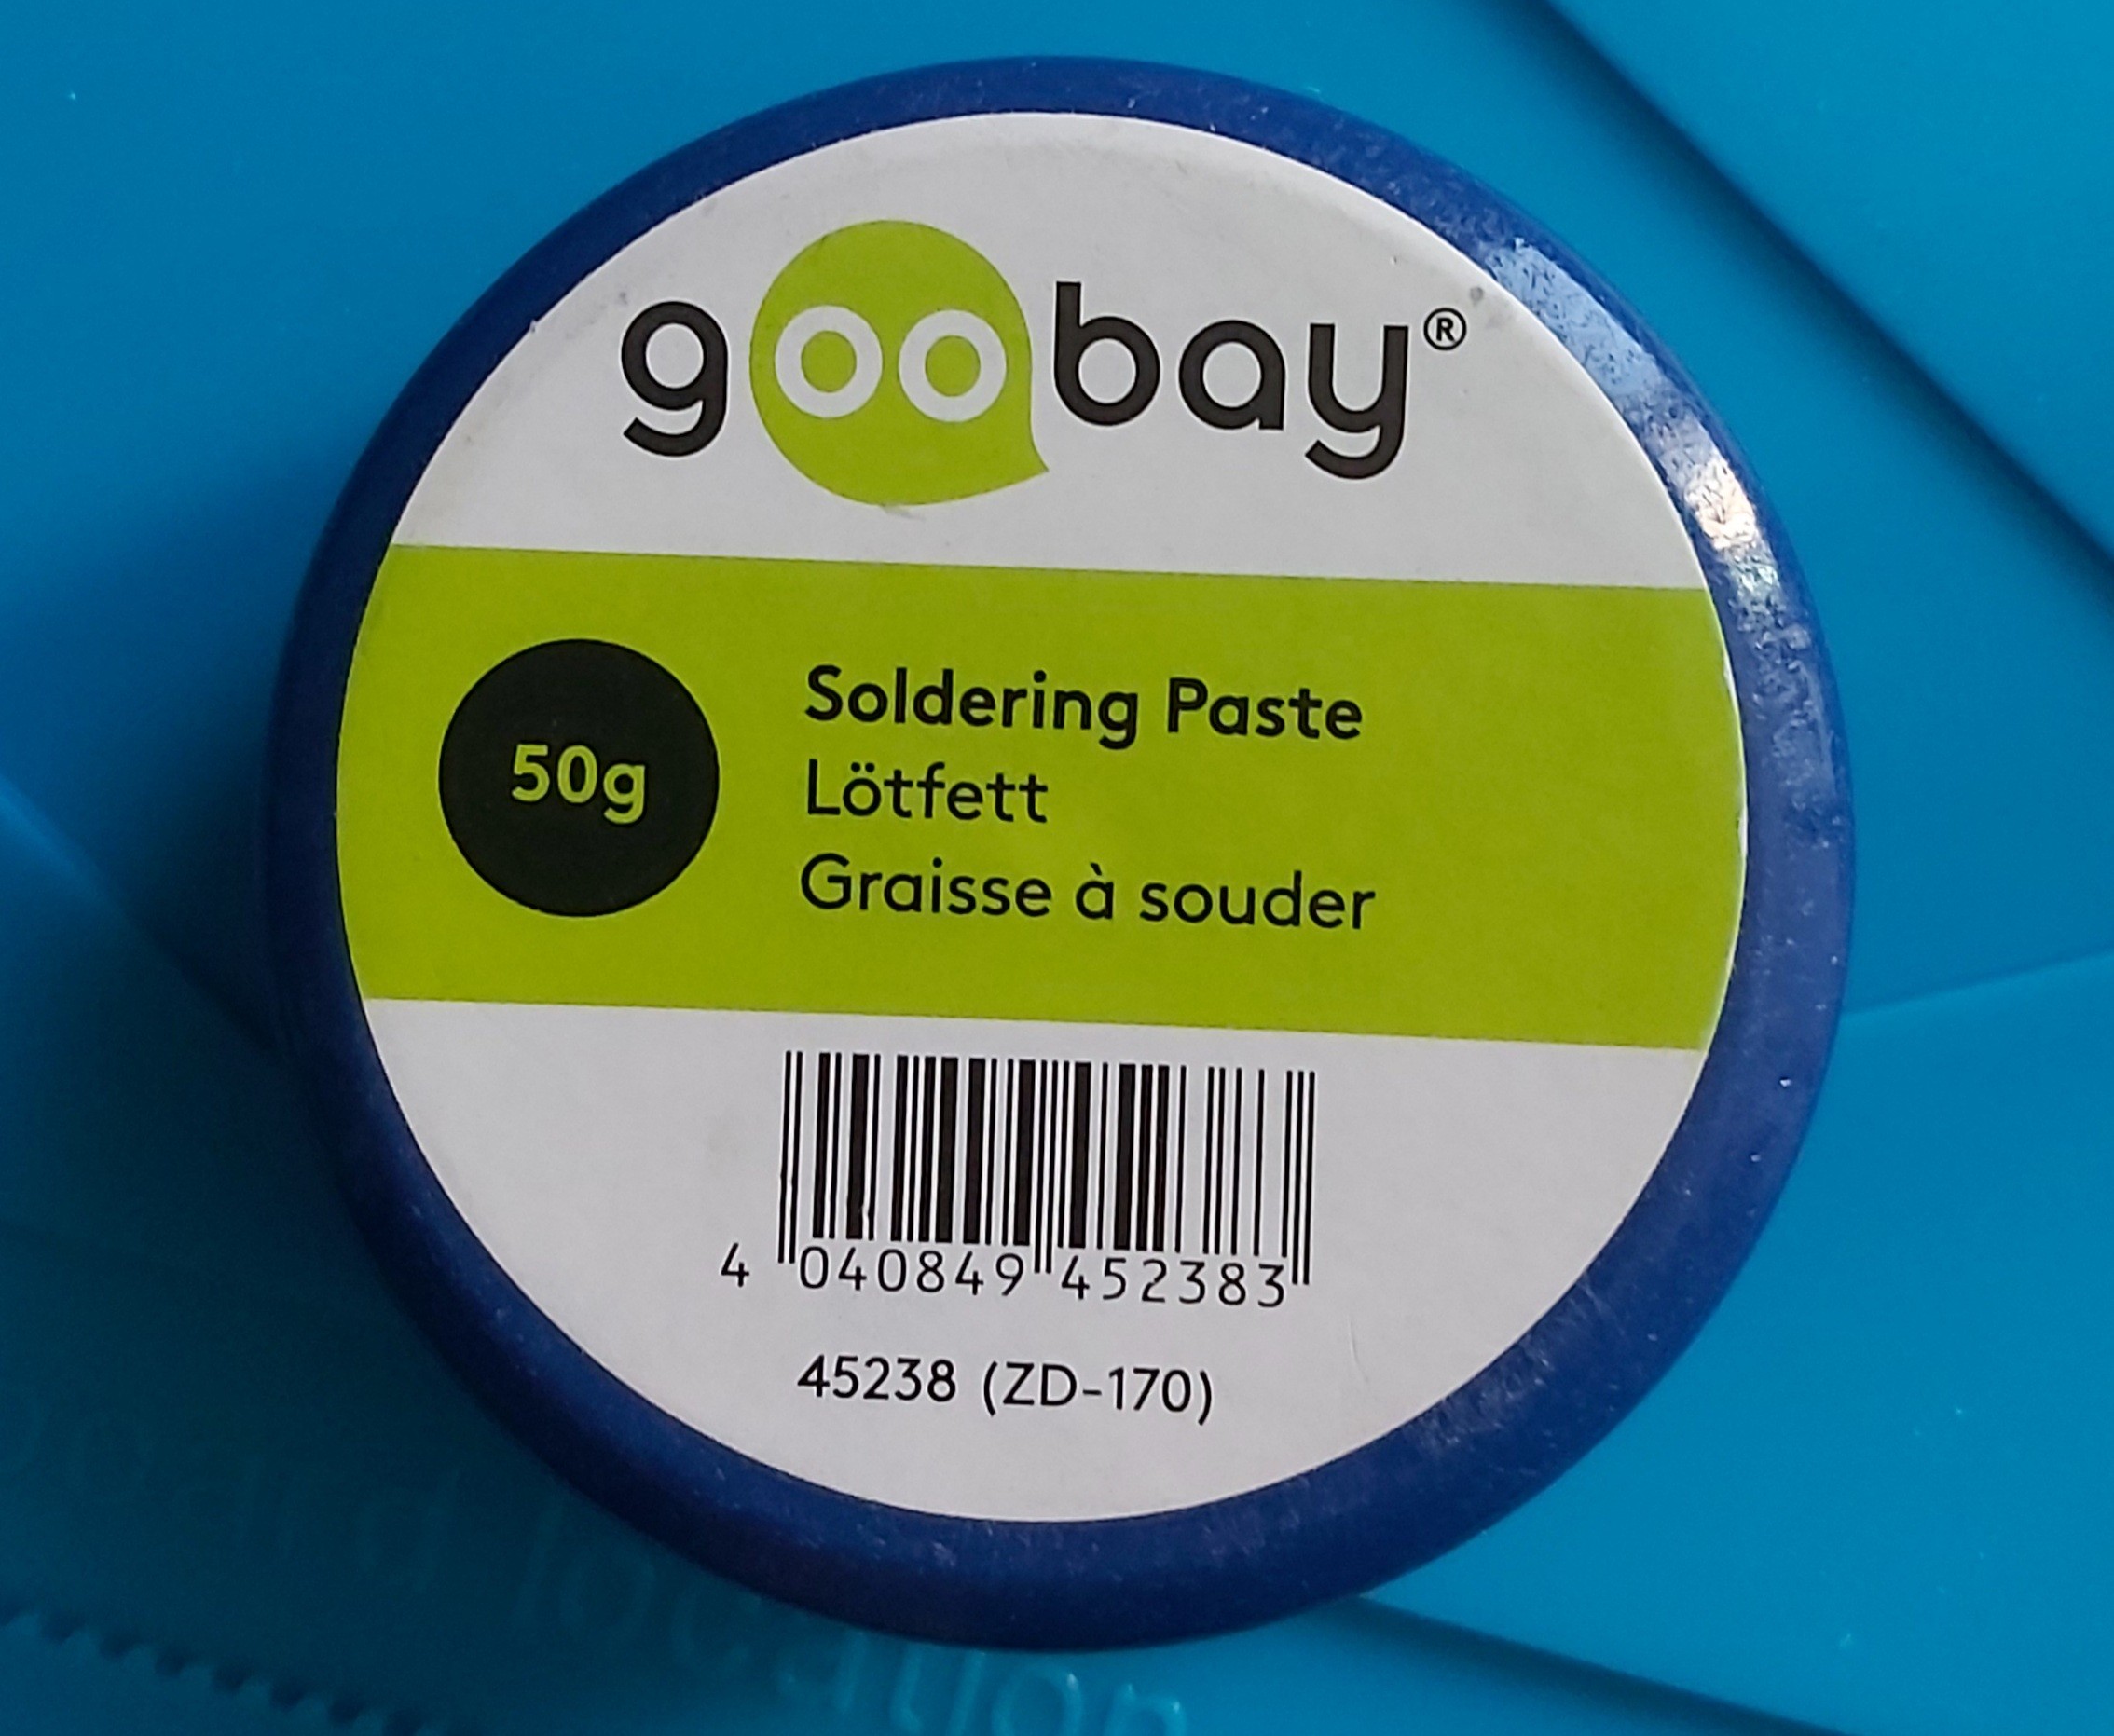 goobay®
50g
Soldering Paste
Lötfett
Graisse à souder
4 040849 452383
45238 (ZD-170)